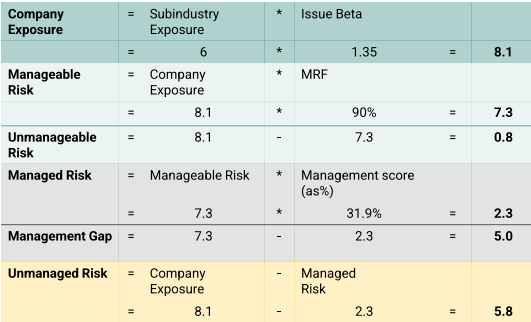 Company Exposure = Subindustry Exposure * Issue Beta
= 6 * 1.35 = 8.1
Manageable Risk = Company Exposure * MRF
= 8.1 * 90% = 7.3
Unmanageable Risk = 8.1 - 7.3 = 0.8
Managed Risk = Manageable Risk * Management score (as%)
= 7.3 * 31.9% = 2.3
Management Gap = 7.3 - 2.3 = 5.0
Unmanaged Risk = Company Exposure - Managed Risk
= 8.1 - 2.3 = 5.8